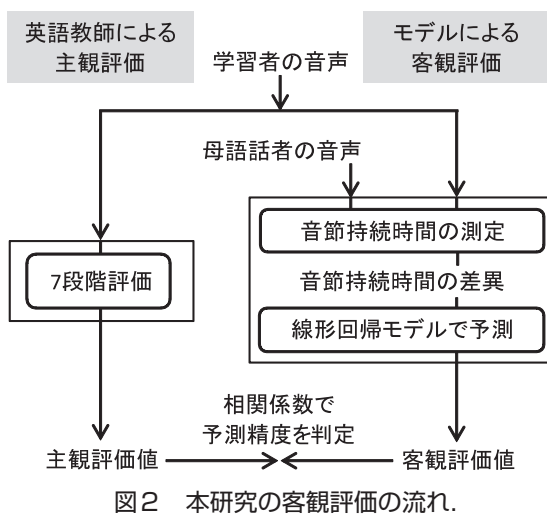 英語教師による
主観評価
モデルによる
客観評価
学習者の音声
母語話者の音声
音節持続時間の測定
7段階評価
音節持続時間の差異
線形回帰モデルで予測
相関係数で
予測精度を判定
主観評価値
客観評価値
図2 本研究の客観評価の流れ.